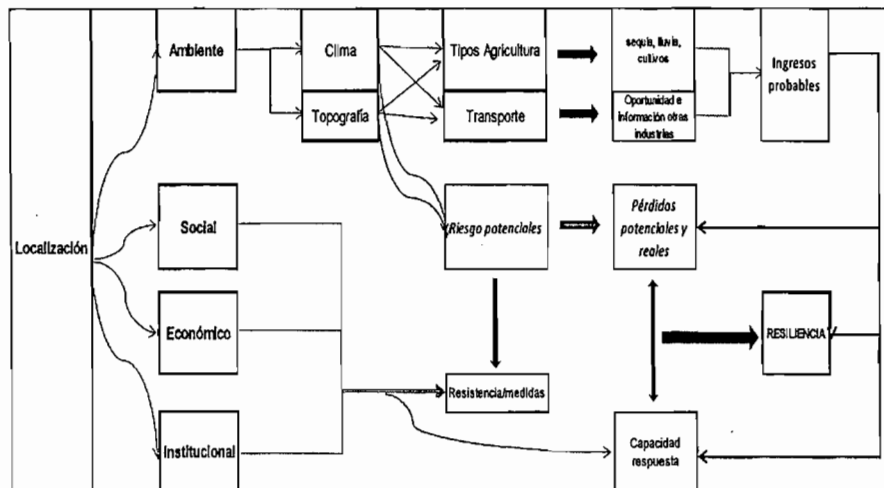 Localización
Ambiente
Social
Económico
Institucional
Clima
Topografía
Tipos Agricultura
Transporte
sequía, lluvia,
cultivos
Oportunidad e
información otras
industrias
Ingresos
probables
Riesgo potenciales
Pérdidos
potenciales y
reales
RESILIENCIA
Resistencia/medidas
Capacidad
respuesta